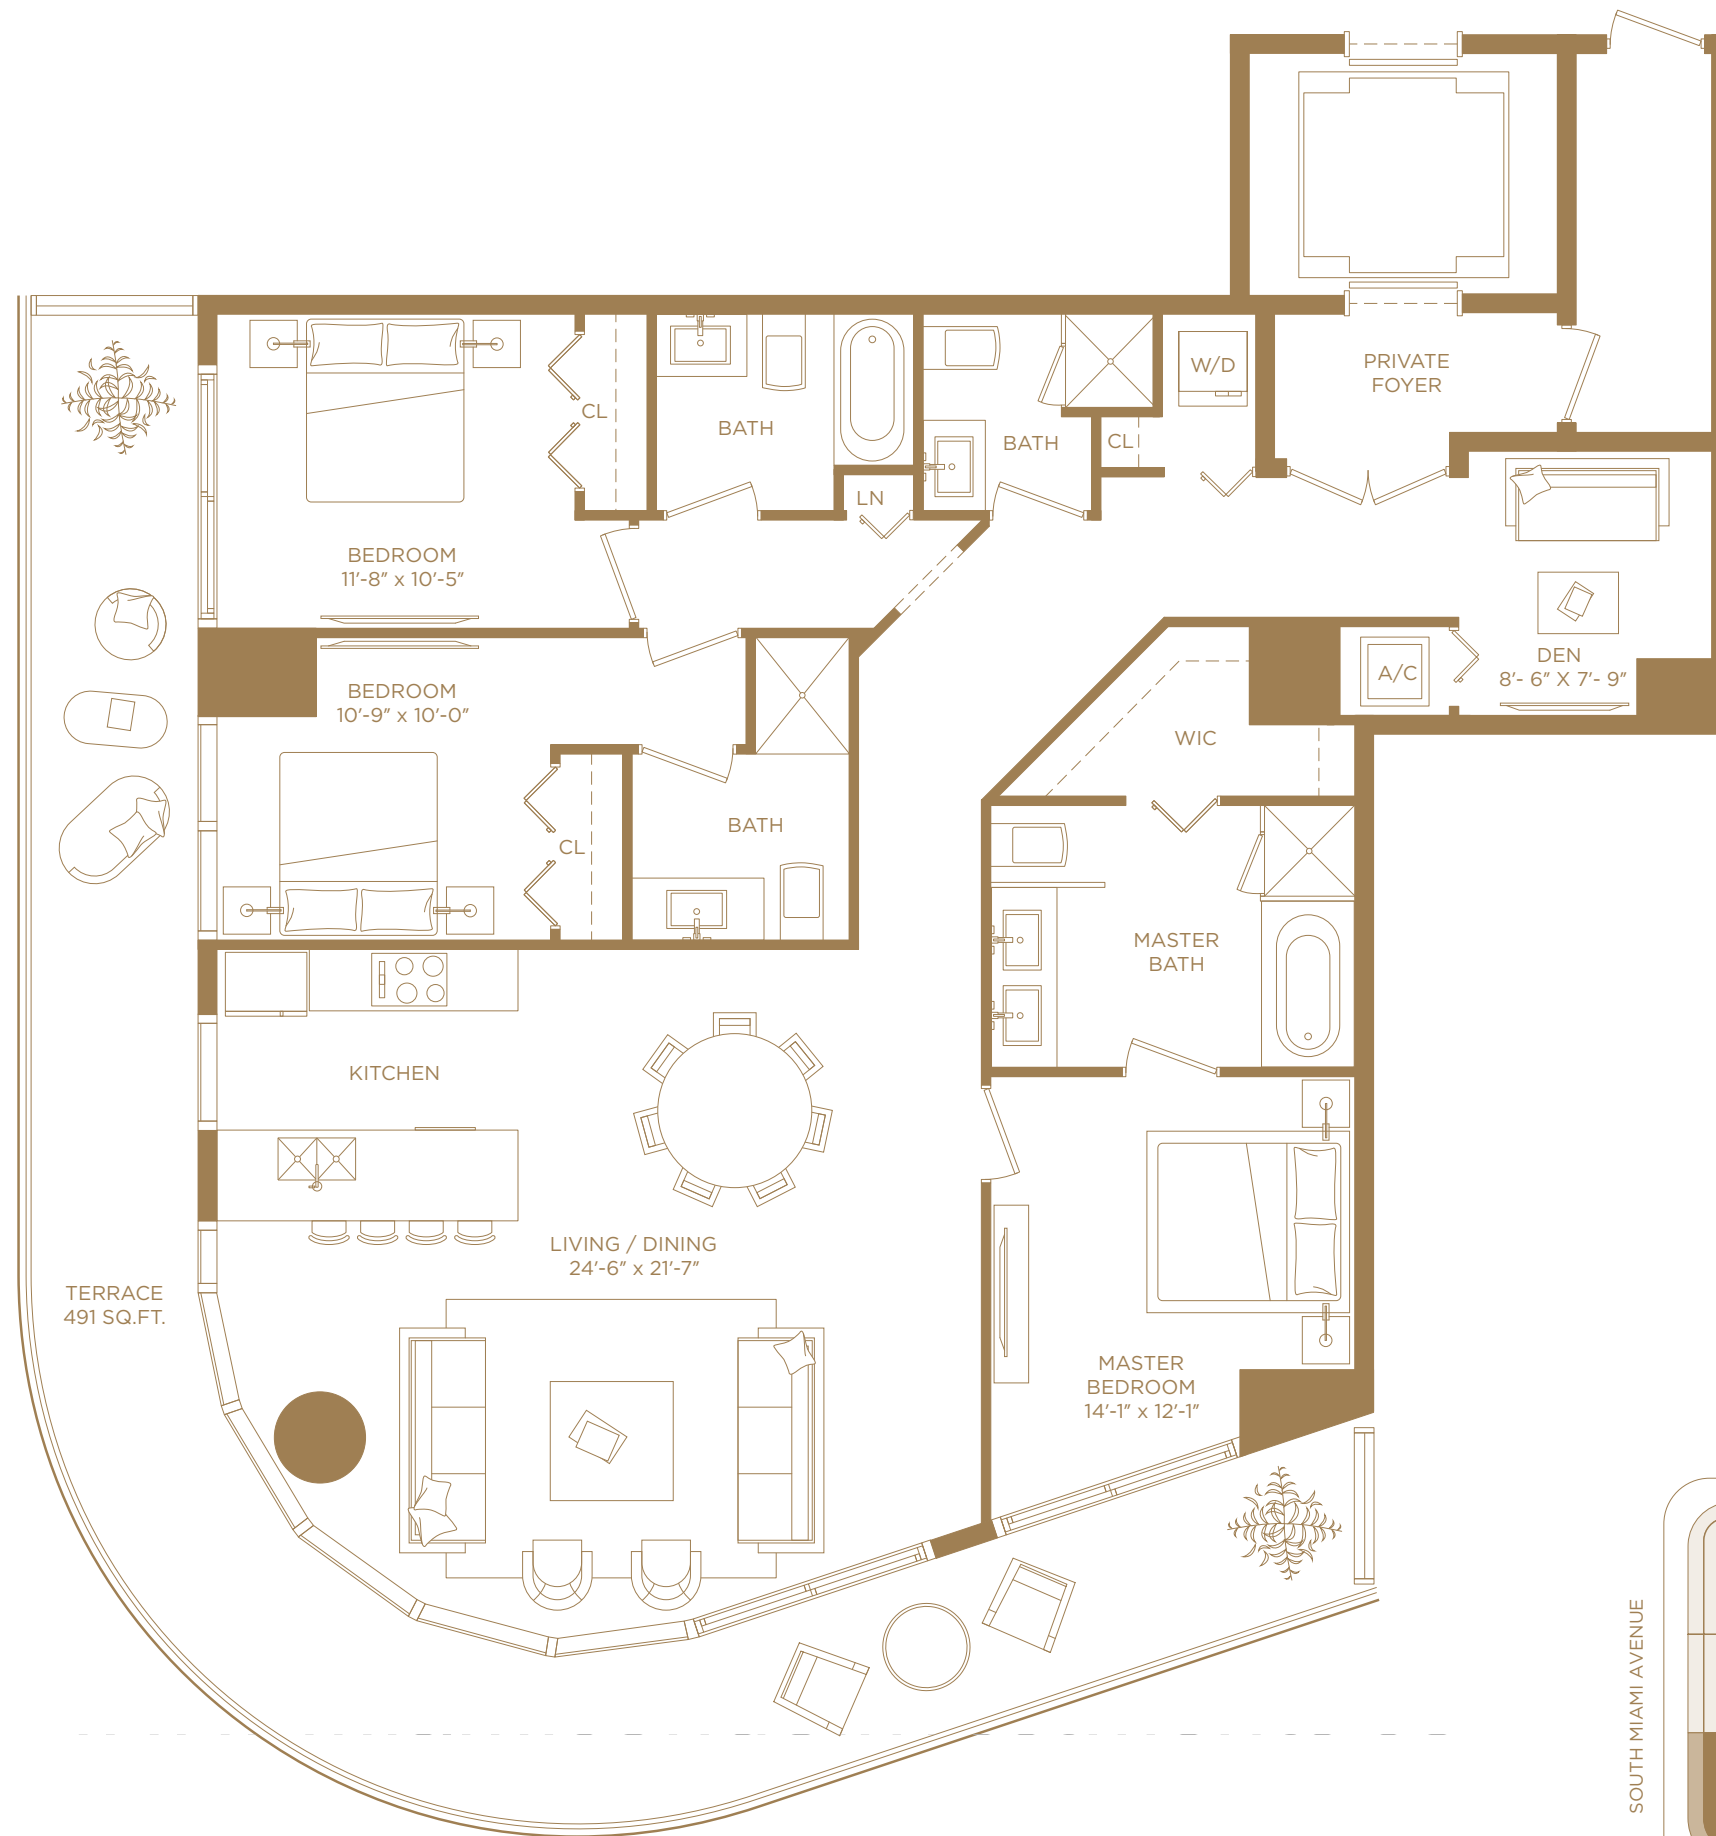 PRIVATE
FOYER
W/D
CL
BATH
BATH
CL
LN
BEDROOM
11'-8" x 10'-5"
DEN
8'- 6" X 7'- 9"
A/C
BEDROOM
10'-9" x 10'-0"
WIC
BATH
CL
MASTER
BATH
KITCHEN
LIVING / DINING
24'-6" x 21'-7"
TERRACE
491 SQ.FT.
MASTER
BEDROOM
14'-1" x 12'-1"
SOUTH MIAMI AVENUE